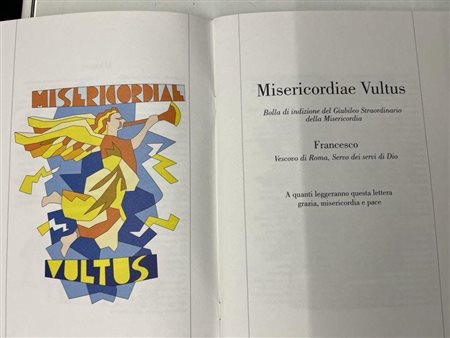 MISERICORDIAE
VULTUS
Misericordiae Vultus
Bolla di indizione del Giubileo Straordinario
della Misericordia
Francesco
Vescovo di Roma, Servo dei servi di Dio
A quanti leggeranno questa lettera
grazia, misericordia e pace